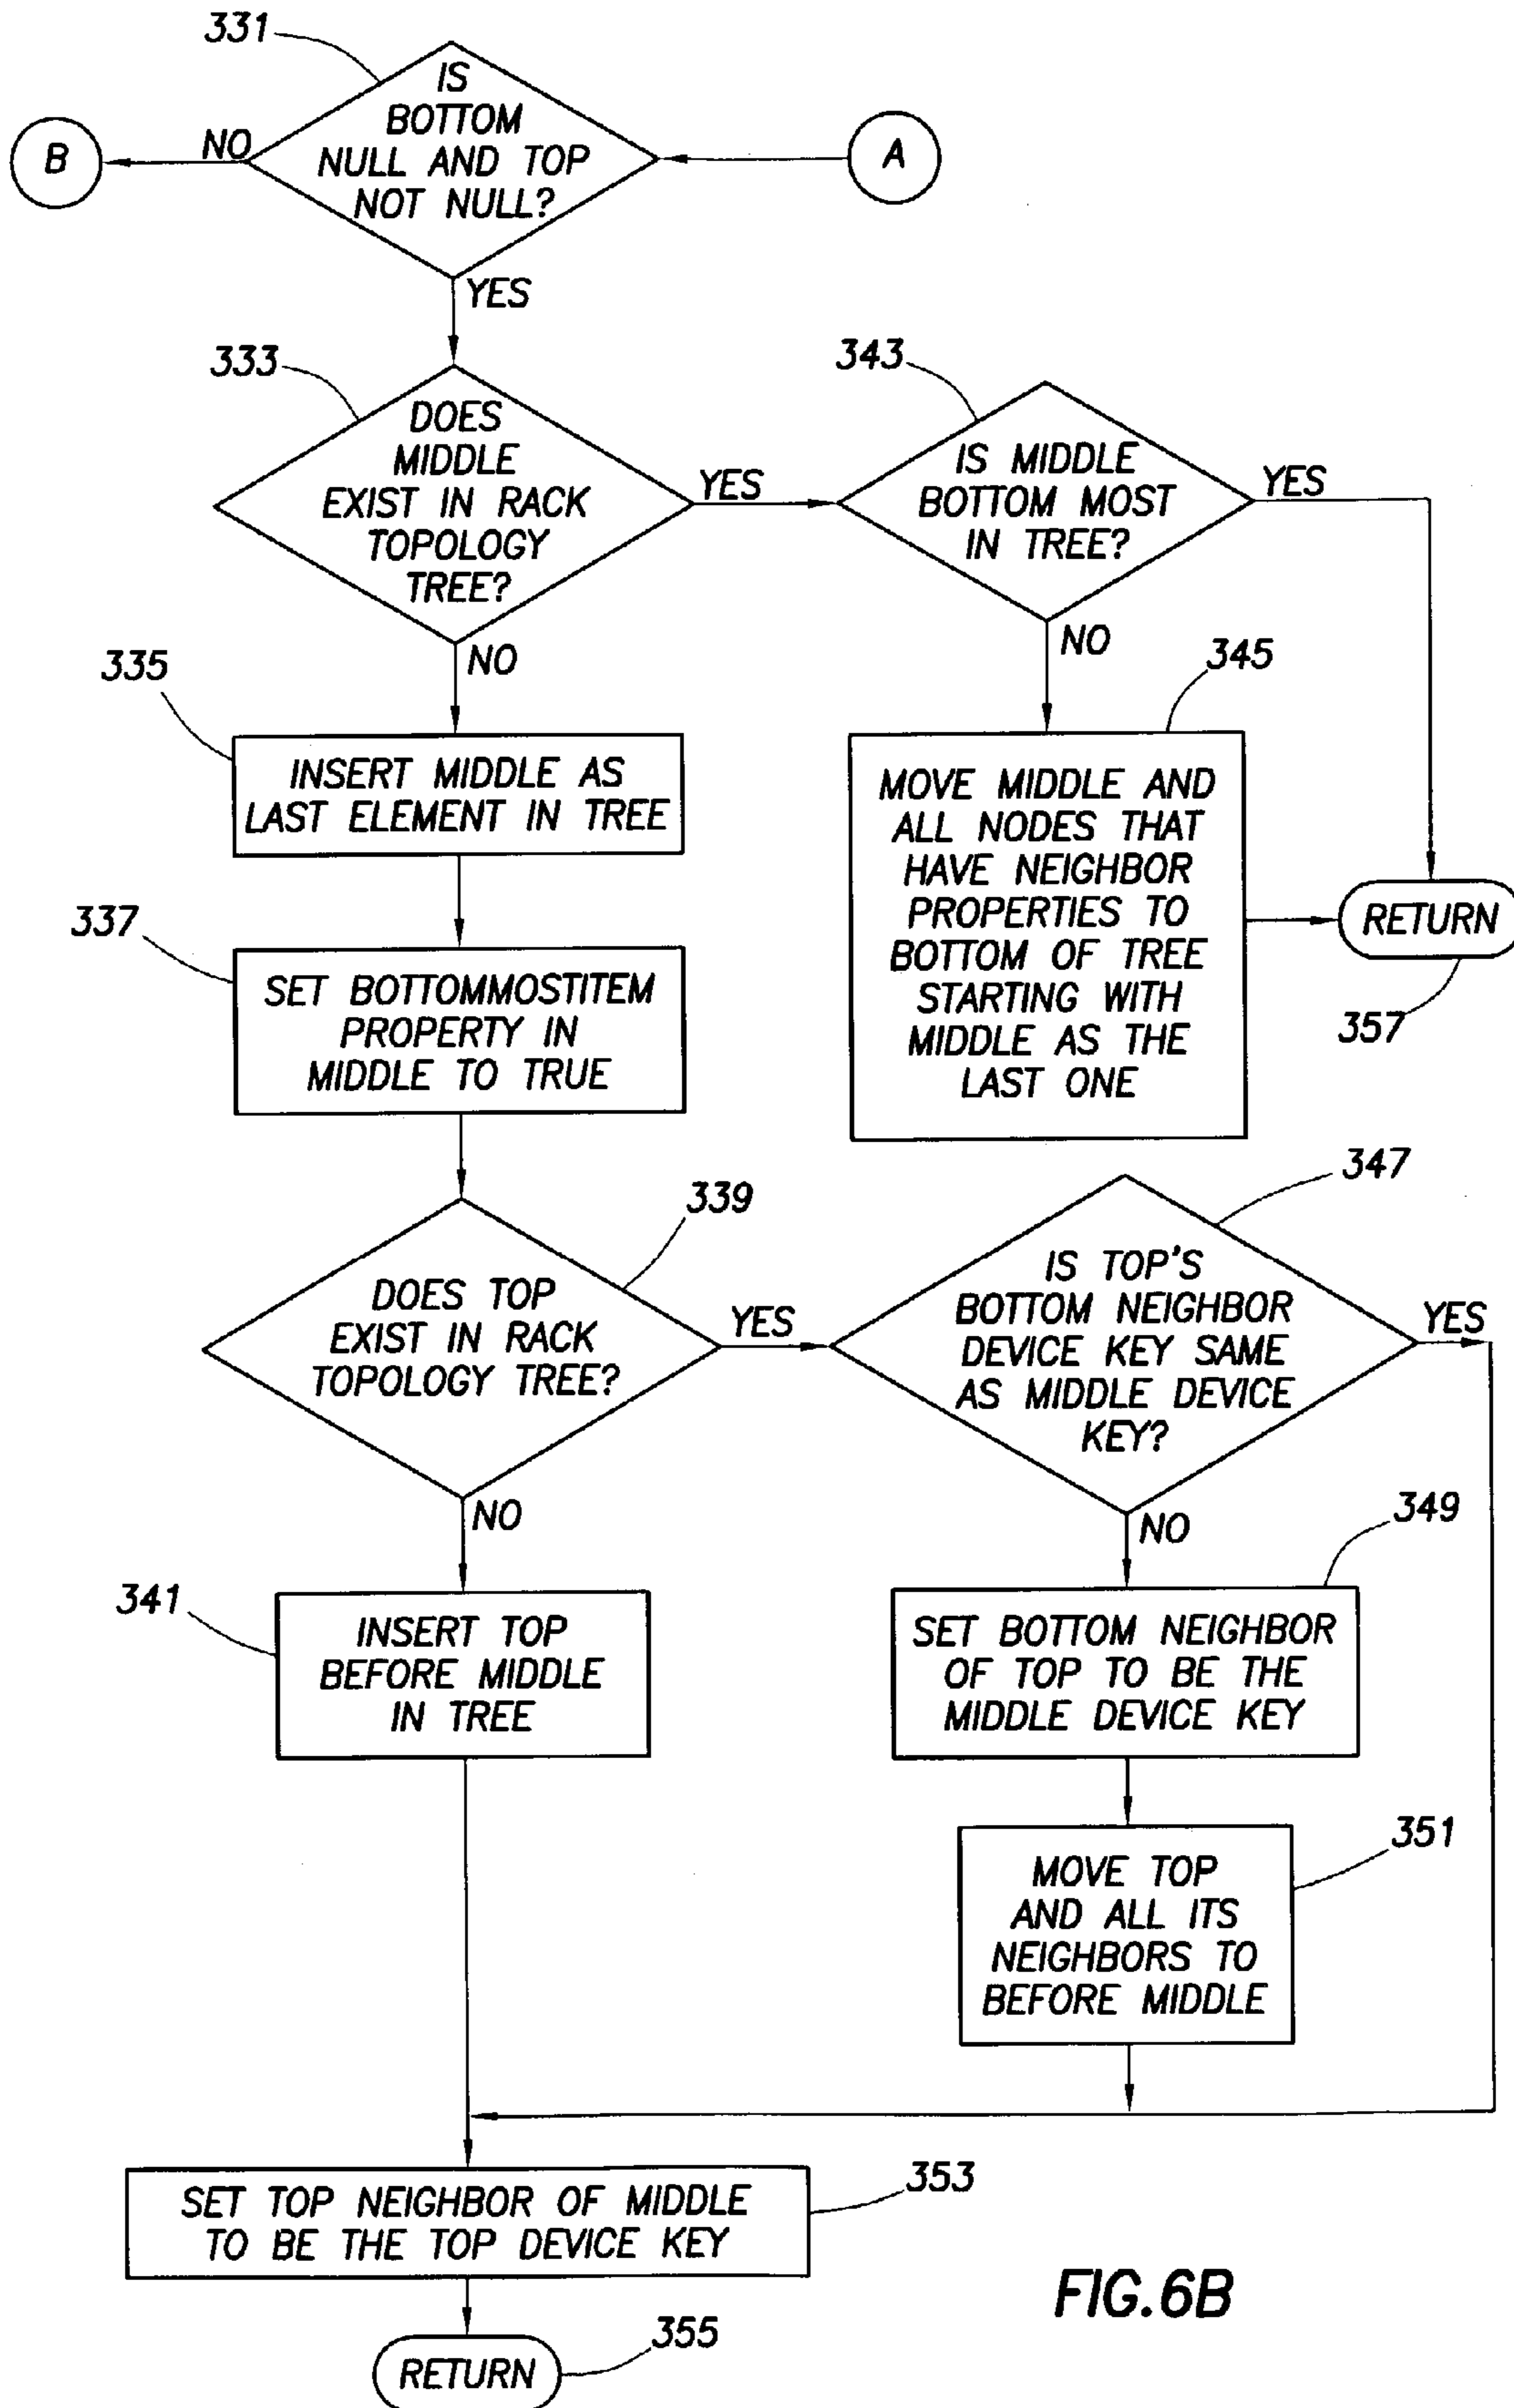 331
IS
BOTTOM
NULL AND TOP
NOT NULL?
B
NO
A
YES
333
DOES
MIDDLE
EXIST IN RACK
TOPOLOGY
TREE?
YES
343
IS MIDDLE
BOTTOM MOST
IN TREE?
YES
NO
NO
335
INSERT MIDDLE AS
LAST ELEMENT IN TREE
345
MOVE MIDDLE AND
ALL NODES THAT
HAVE NEIGHBOR
PROPERTIES TO
BOTTOM OF TREE
STARTING WITH
MIDDLE AS THE
LAST ONE
RETURN
357
337
SET BOTTOMMOSTITEM
PROPERTY IN
MIDDLE TO TRUE
339
DOES TOP
EXIST IN RACK
TOPOLOGY TREE?
YES
347
IS TOP'S
BOTTOM NEIGHBOR
DEVICE KEY SAME
AS MIDDLE DEVICE
KEY?
YES
NO
NO
341
INSERT TOP
BEFORE MIDDLE
IN TREE
349
SET BOTTOM NEIGHBOR
OF TOP TO BE THE
MIDDLE DEVICE KEY
351
MOVE TOP
AND ALL ITS
NEIGHBORS TO
BEFORE MIDDLE
353
SET TOP NEIGHBOR OF MIDDLE
TO BE THE TOP DEVICE KEY
355
RETURN
FIG.6B